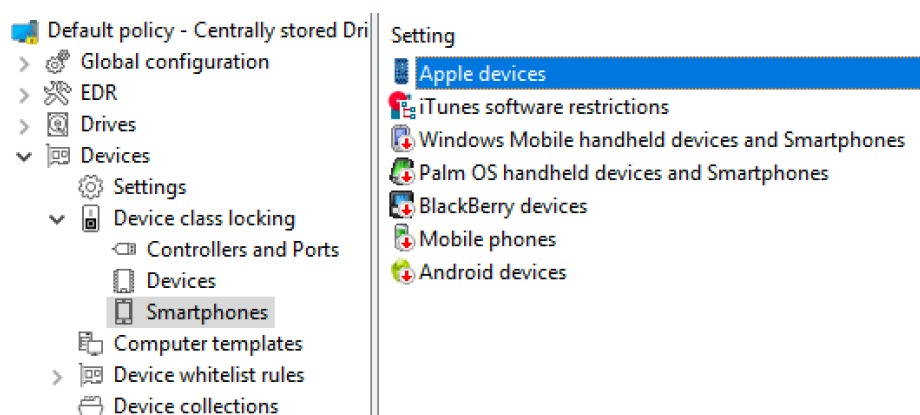 Default policy - Centrally stored Dri
Global configuration
EDR
Drives
Devices
Settings
Device class locking
Controllers and Ports
Devices
Smartphones
Computer templates
Device whitelist rules
Device collections
Setting
Apple devices
iTunes software restrictions
Windows Mobile handheld devices and Smartphones
Palm OS handheld devices and Smartphones
BlackBerry devices
Mobile phones
Android devices